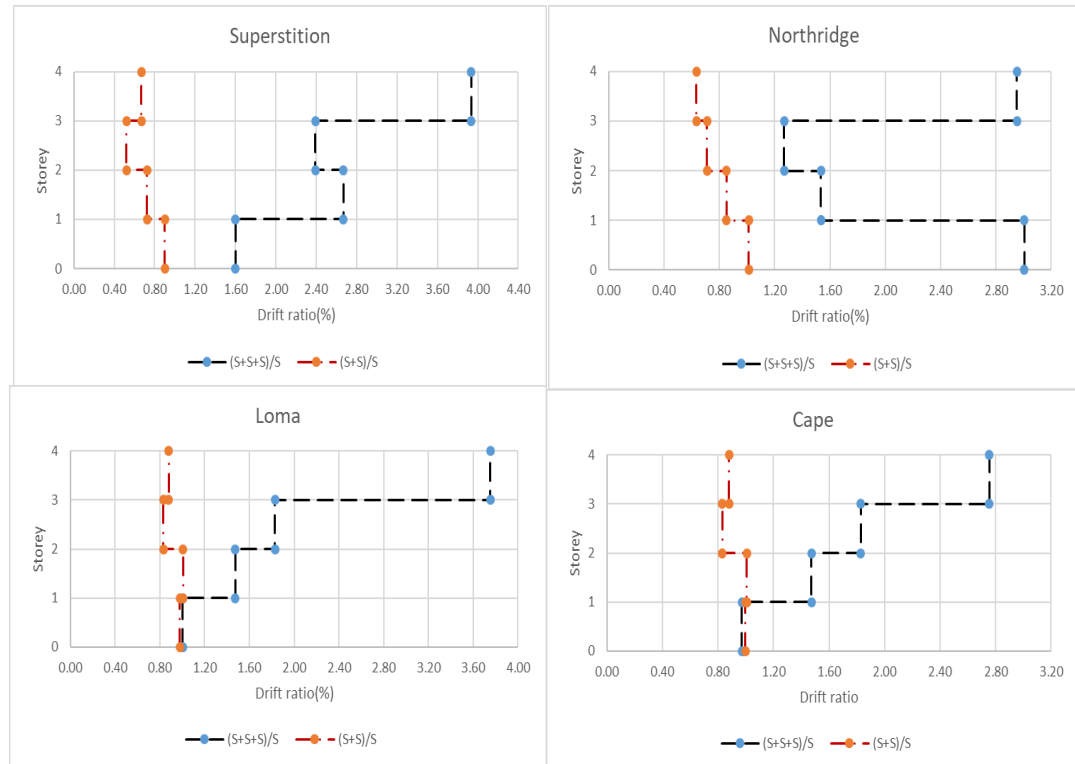 Superstition
4
3
2
1
0
Storey
0.00 0.40 0.80 1.20 1.60 2.00 2.40 2.80 3.20 3.60 4.00 4.40
Drift ratio(%)
(S+S+S)/S (S+S)/S
Northridge
4
3
2
1
0
Storey
0.00 0.40 0.80 1.20 1.60 2.00 2.40 2.80 3.20
Drift ratio(%)
(S+S+S)/S (S+S)/S
Loma
4
3
2
1
0
Storey
0.00 0.40 0.80 1.20 1.60 2.00 2.40 2.80 3.20 3.60 4.00
Drift ratio(%)
(S+S+S)/S (S+S)/S
Cape
4
3
2
1
0
Storey
0.00 0.40 0.80 1.20 1.60 2.00 2.40 2.80 3.20
Drift ratio
(S+S+S)/S (S+S)/S